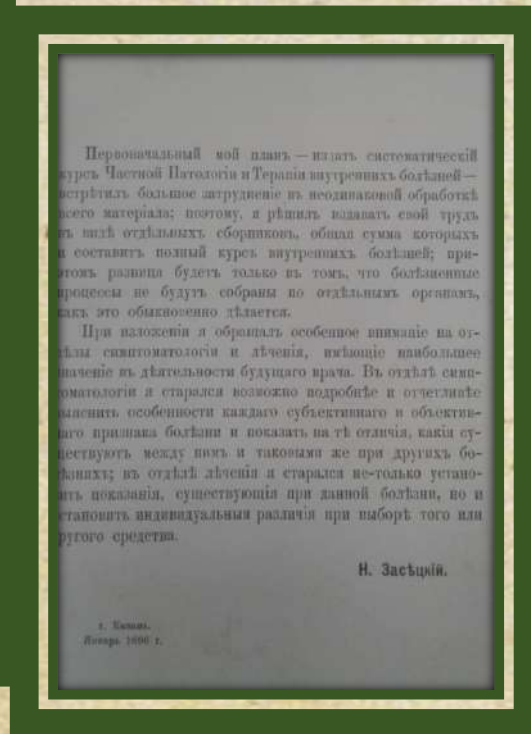 Первоначальный мой планъ — издать систематическій
курсъ Частной Патологіи и Терапіи внутреннихъ болѣзней —
встрѣтилъ большое затрудненіе въ неодинаковой обработкѣ
всего матеріала; поэтому, я рѣшилъ издавать свой трудъ
въ видѣ отдѣльныхъ сборниковъ, общая сумма которыхъ
и составитъ полный курсъ внутреннихъ болѣзней; при-
этомъ разница будетъ только въ томъ, что болѣзненные
процессы не будутъ собраны по отдѣльнымъ органамъ,
какъ это обыкновенно дѣлается.
При изложеніи я обращалъ особенное вниманіе на от-
дѣлы симптоматологіи и лѣченія, имѣющіе наибольшее
значеніе въ дѣятельности будущаго врача. Въ отдѣлѣ симп-
томатологіи я старался возможно подробнѣе и отчетливѣе
выяснить особенности каждаго субъективнаго и объектив-
наго признака болѣзни и показать на тѣ отличія, какія су-
ществуютъ между нимъ и таковыми же при другихъ бо-
лѣзняхъ; въ отдѣлѣ лѣченія я старался не-только устано-
вить показанія, существующія при данной болѣзни, но и
установить индивидуальныя различія при выборѣ того или
другого средства.
Н. Засѣцкій.
г. Казань.
Январь 1890 г.